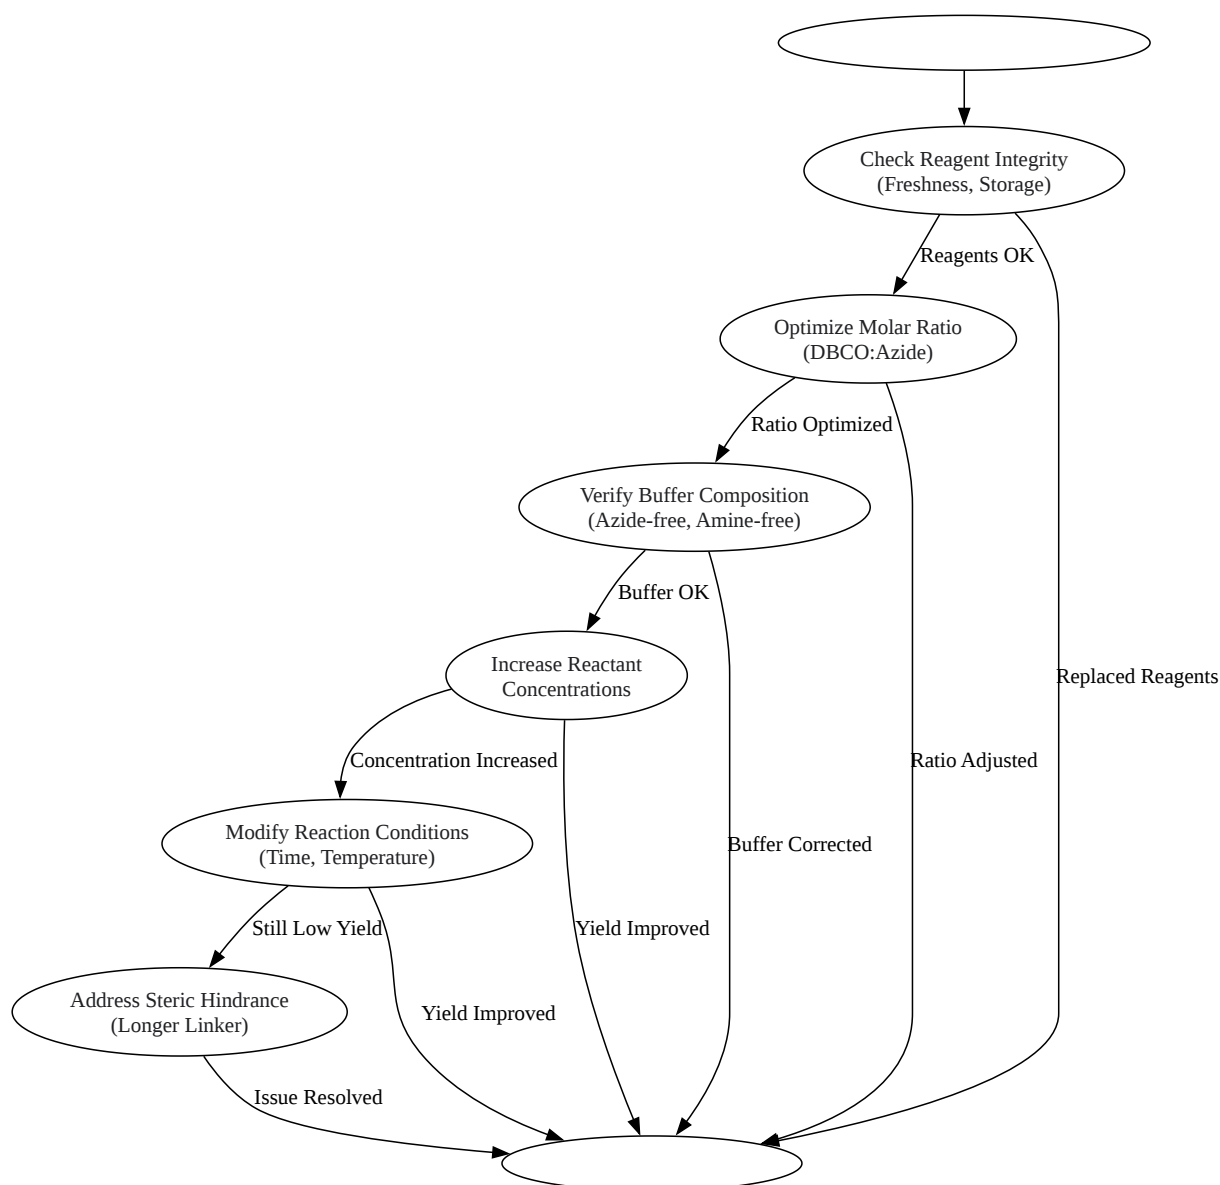 Check Reagent Integrity
(Freshness, Storage)
Reagents OK
Optimize Molar Ratio
(DBCO:Azide)
Ratio Optimized
Verify Buffer Composition
(Azide-free, Amine-free)
Buffer OK
Increase Reactant
Concentrations
Replaced Reagents
Concentration Increased
Ratio Adjusted
Modify Reaction Conditions
(Time, Temperature)
Buffer Corrected
Still Low Yield
Yield Improved
Address Steric Hindrance
(Longer Linker)
Yield Improved
Issue Resolved